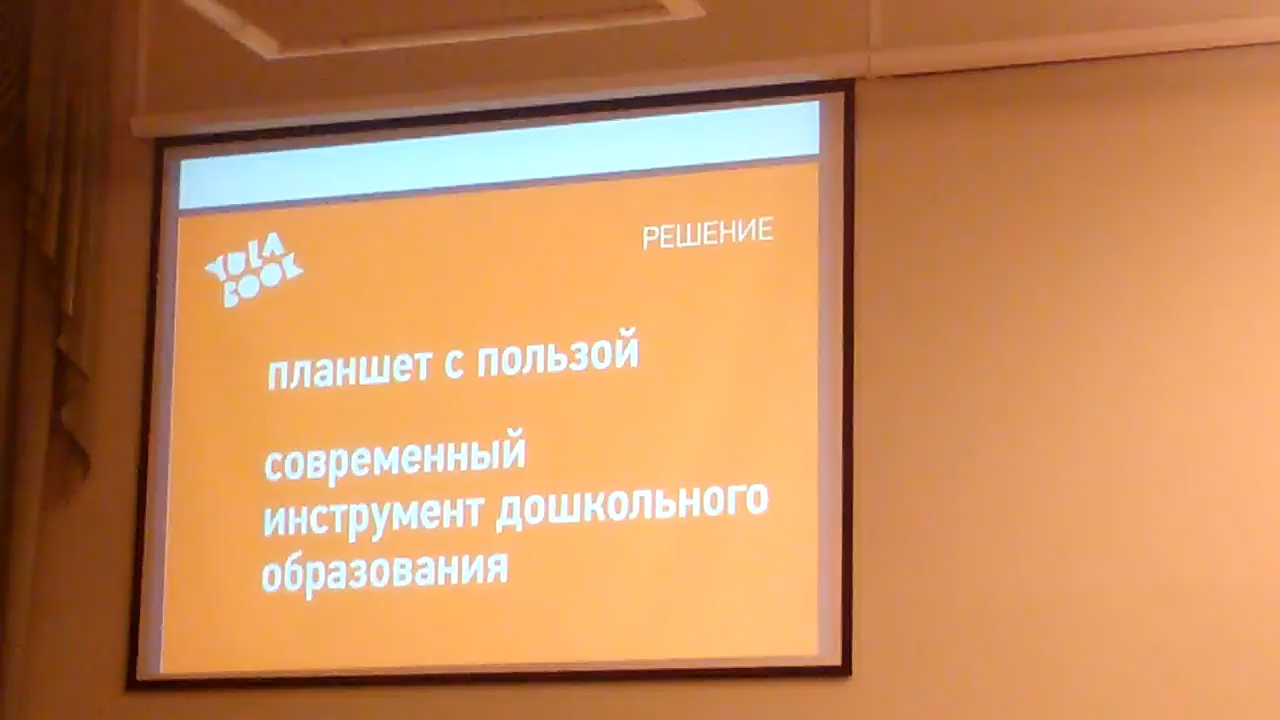 YULA
BOOK
РЕШЕНИЕ
планшет с пользой
современный
инструмент дошкольного
образования